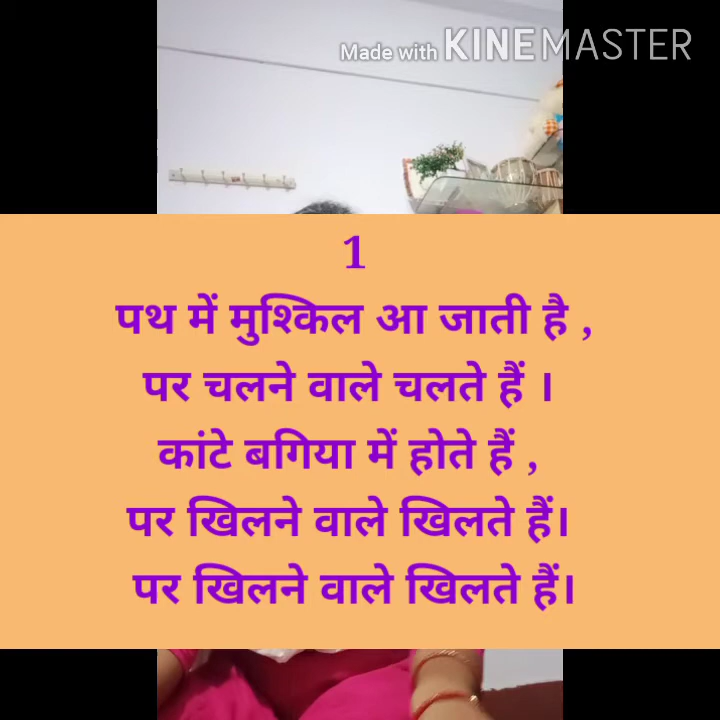 Made with KINEMASTER
1
पथ में मुश्किल आ जाती है ,
पर चलने वाले चलते हैं ।
कांटे बगिया में होते हैं ,
पर खिलने वाले खिलते हैं।
पर खिलने वाले खिलते हैं।